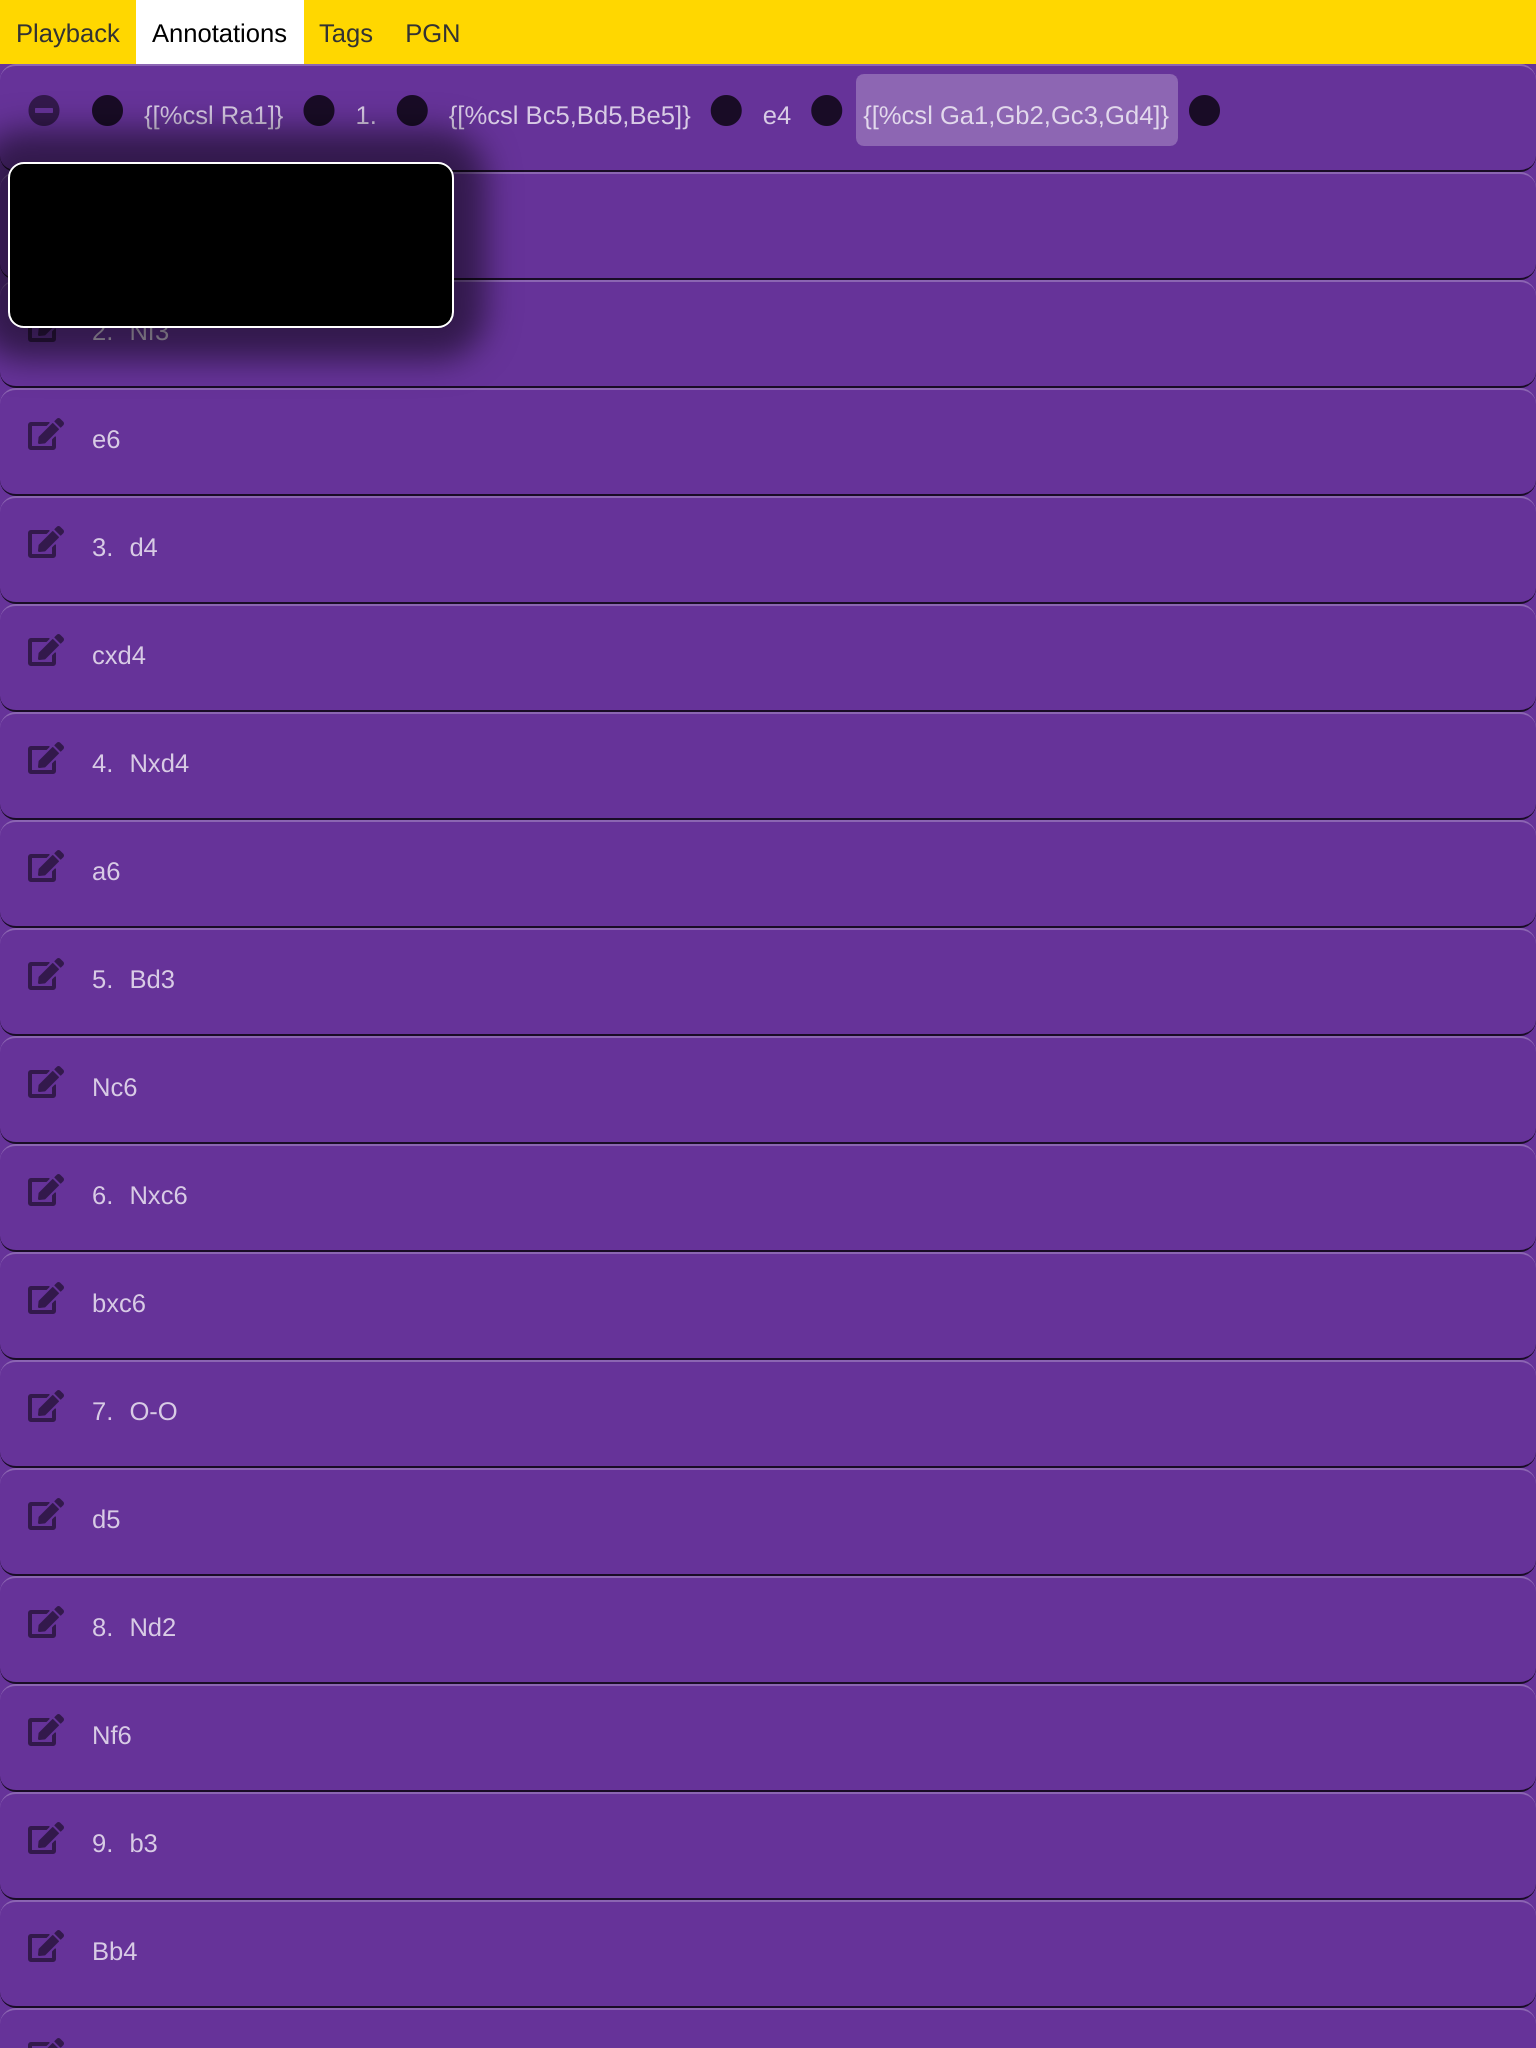 Playback Annotations Tags PGN
{[%csl Ra1]} 1. {[%csl Bc5,Bd5,Be5]} e4 {[%csl Ga1,Gb2,Gc3,Gd4]}
2. Nf3
e6
3. d4
cxd4
4. Nxd4
a6
5. Bd3
Nc6
6. Nxc6
bxc6
7. O-O
d5
8. Nd2
Nf6
9. b3
Bb4